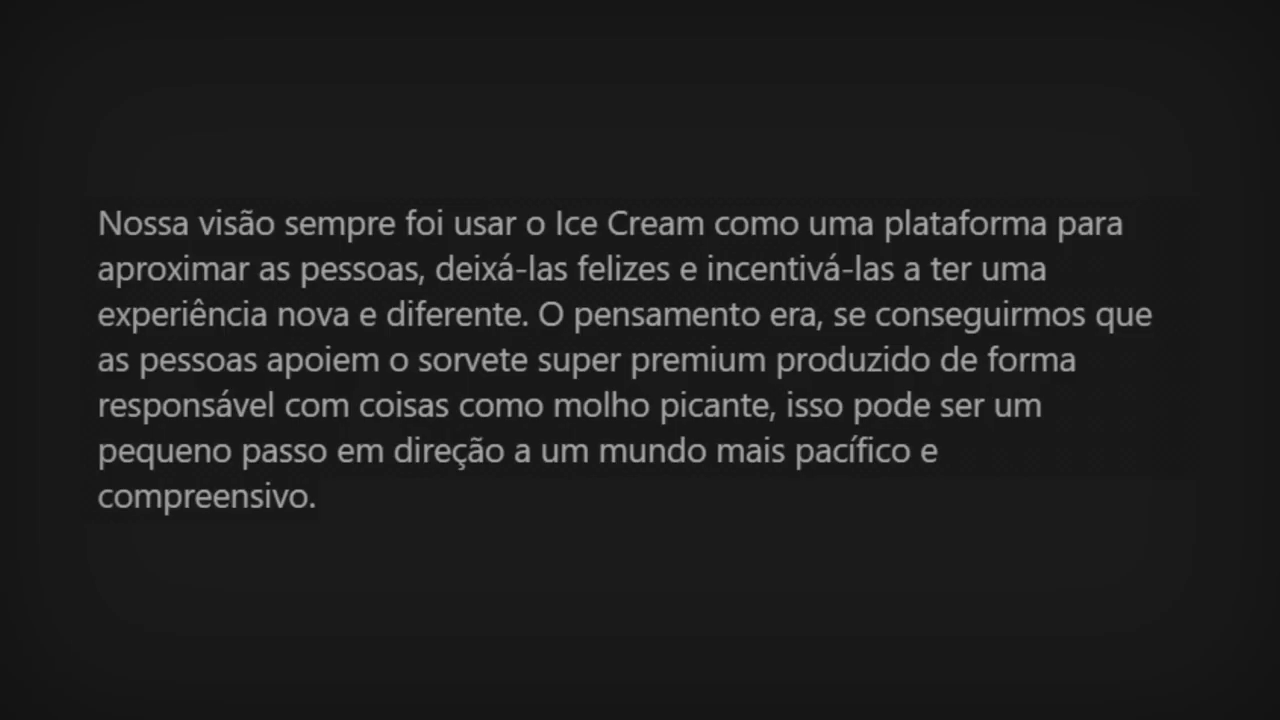 Nossa visão sempre foi usar o Ice Cream como uma plataforma para
aproximar as pessoas, deixá-las felizes e incentivá-las a ter uma
experiência nova e diferente. O pensamento era, se conseguirmos que
as pessoas apoiem o sorvete super premium produzido de forma
responsável com coisas como molho picante, isso pode ser um
pequeno passo em direção a um mundo mais pacífico e
compreensivo.